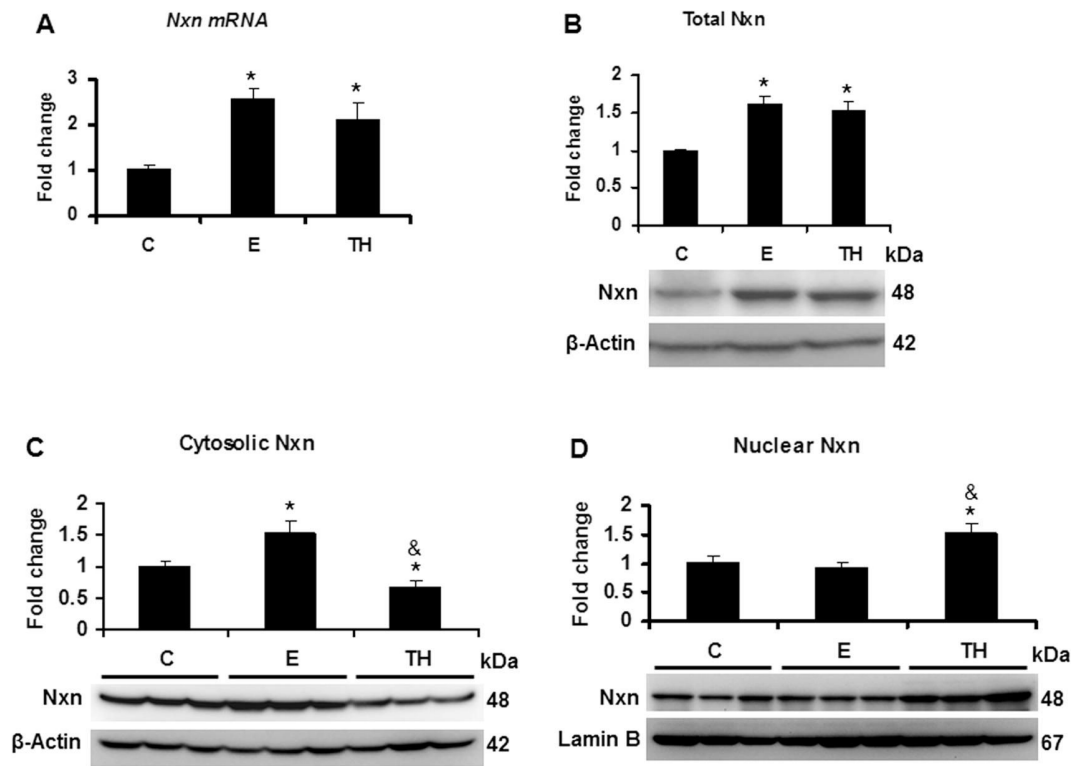 A
Nxn mRNA
Fold change
3
2
1
0
*
*
C E TH
B
Total Nxn
Fold change
2
1.5
1
0.5
0
*
*
C E TH kDa
Nxn 48
β-Actin 42
C
Cytosolic Nxn
Fold change
2
1.5
1
0.5
0
*
&
*
C E TH kDa
Nxn 48
β-Actin 42
D
Nuclear Nxn
Fold change
2
1.5
1
0.5
0
&
*
C E TH kDa
Nxn 48
Lamin B 67